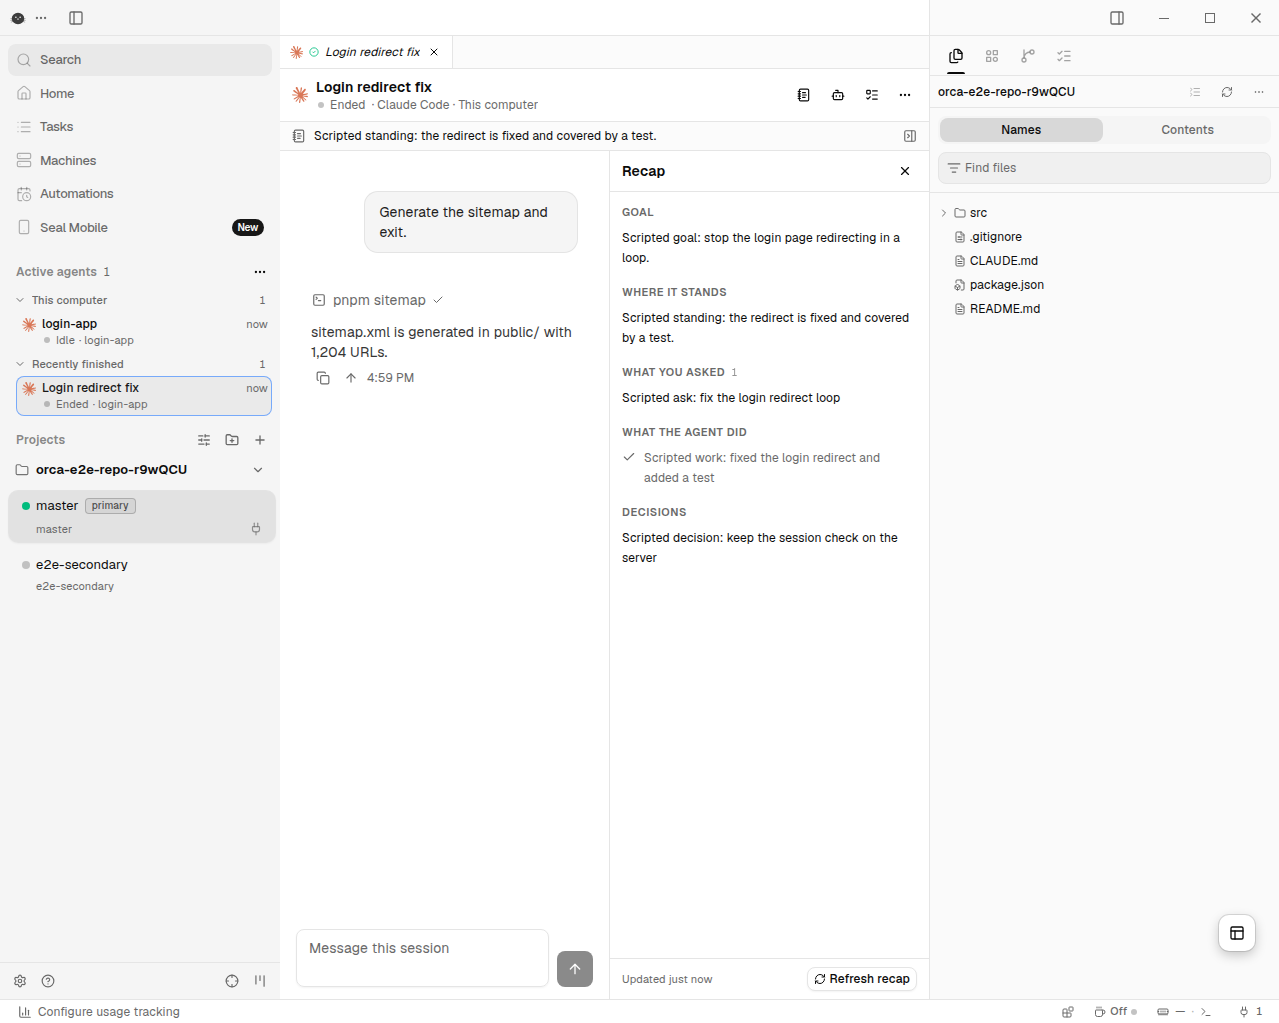 Search
Home
Tasks
Machines
Automations
Seal Mobile
New
Active agents 1
This computer 1
login-app now
Idle · login-app
Recently finished 1
Login redirect fix now
Ended · login-app
Projects
orca-e2e-repo-r9wQCU
master primary
master
e2e-secondary
e2e-secondary
Configure usage tracking
Login redirect fix
Login redirect fix
Ended · Claude Code · This computer
Scripted standing: the redirect is fixed and covered by a test.
Generate the sitemap and
exit.
pnpm sitemap
sitemap.xml is generated in public/ with
1,204 URLs.
4:59 PM
Message this session
Recap
GOAL
Scripted goal: stop the login page redirecting in a
loop.
WHERE IT STANDS
Scripted standing: the redirect is fixed and covered
by a test.
WHAT YOU ASKED 1
Scripted ask: fix the login redirect loop
WHAT THE AGENT DID
Scripted work: fixed the login redirect and
added a test
DECISIONS
Scripted decision: keep the session check on the
server
Updated just now
Refresh recap
orca-e2e-repo-r9wQCU
Names
Contents
Find files
src
.gitignore
CLAUDE.md
package.json
README.md
Off
— ·
1